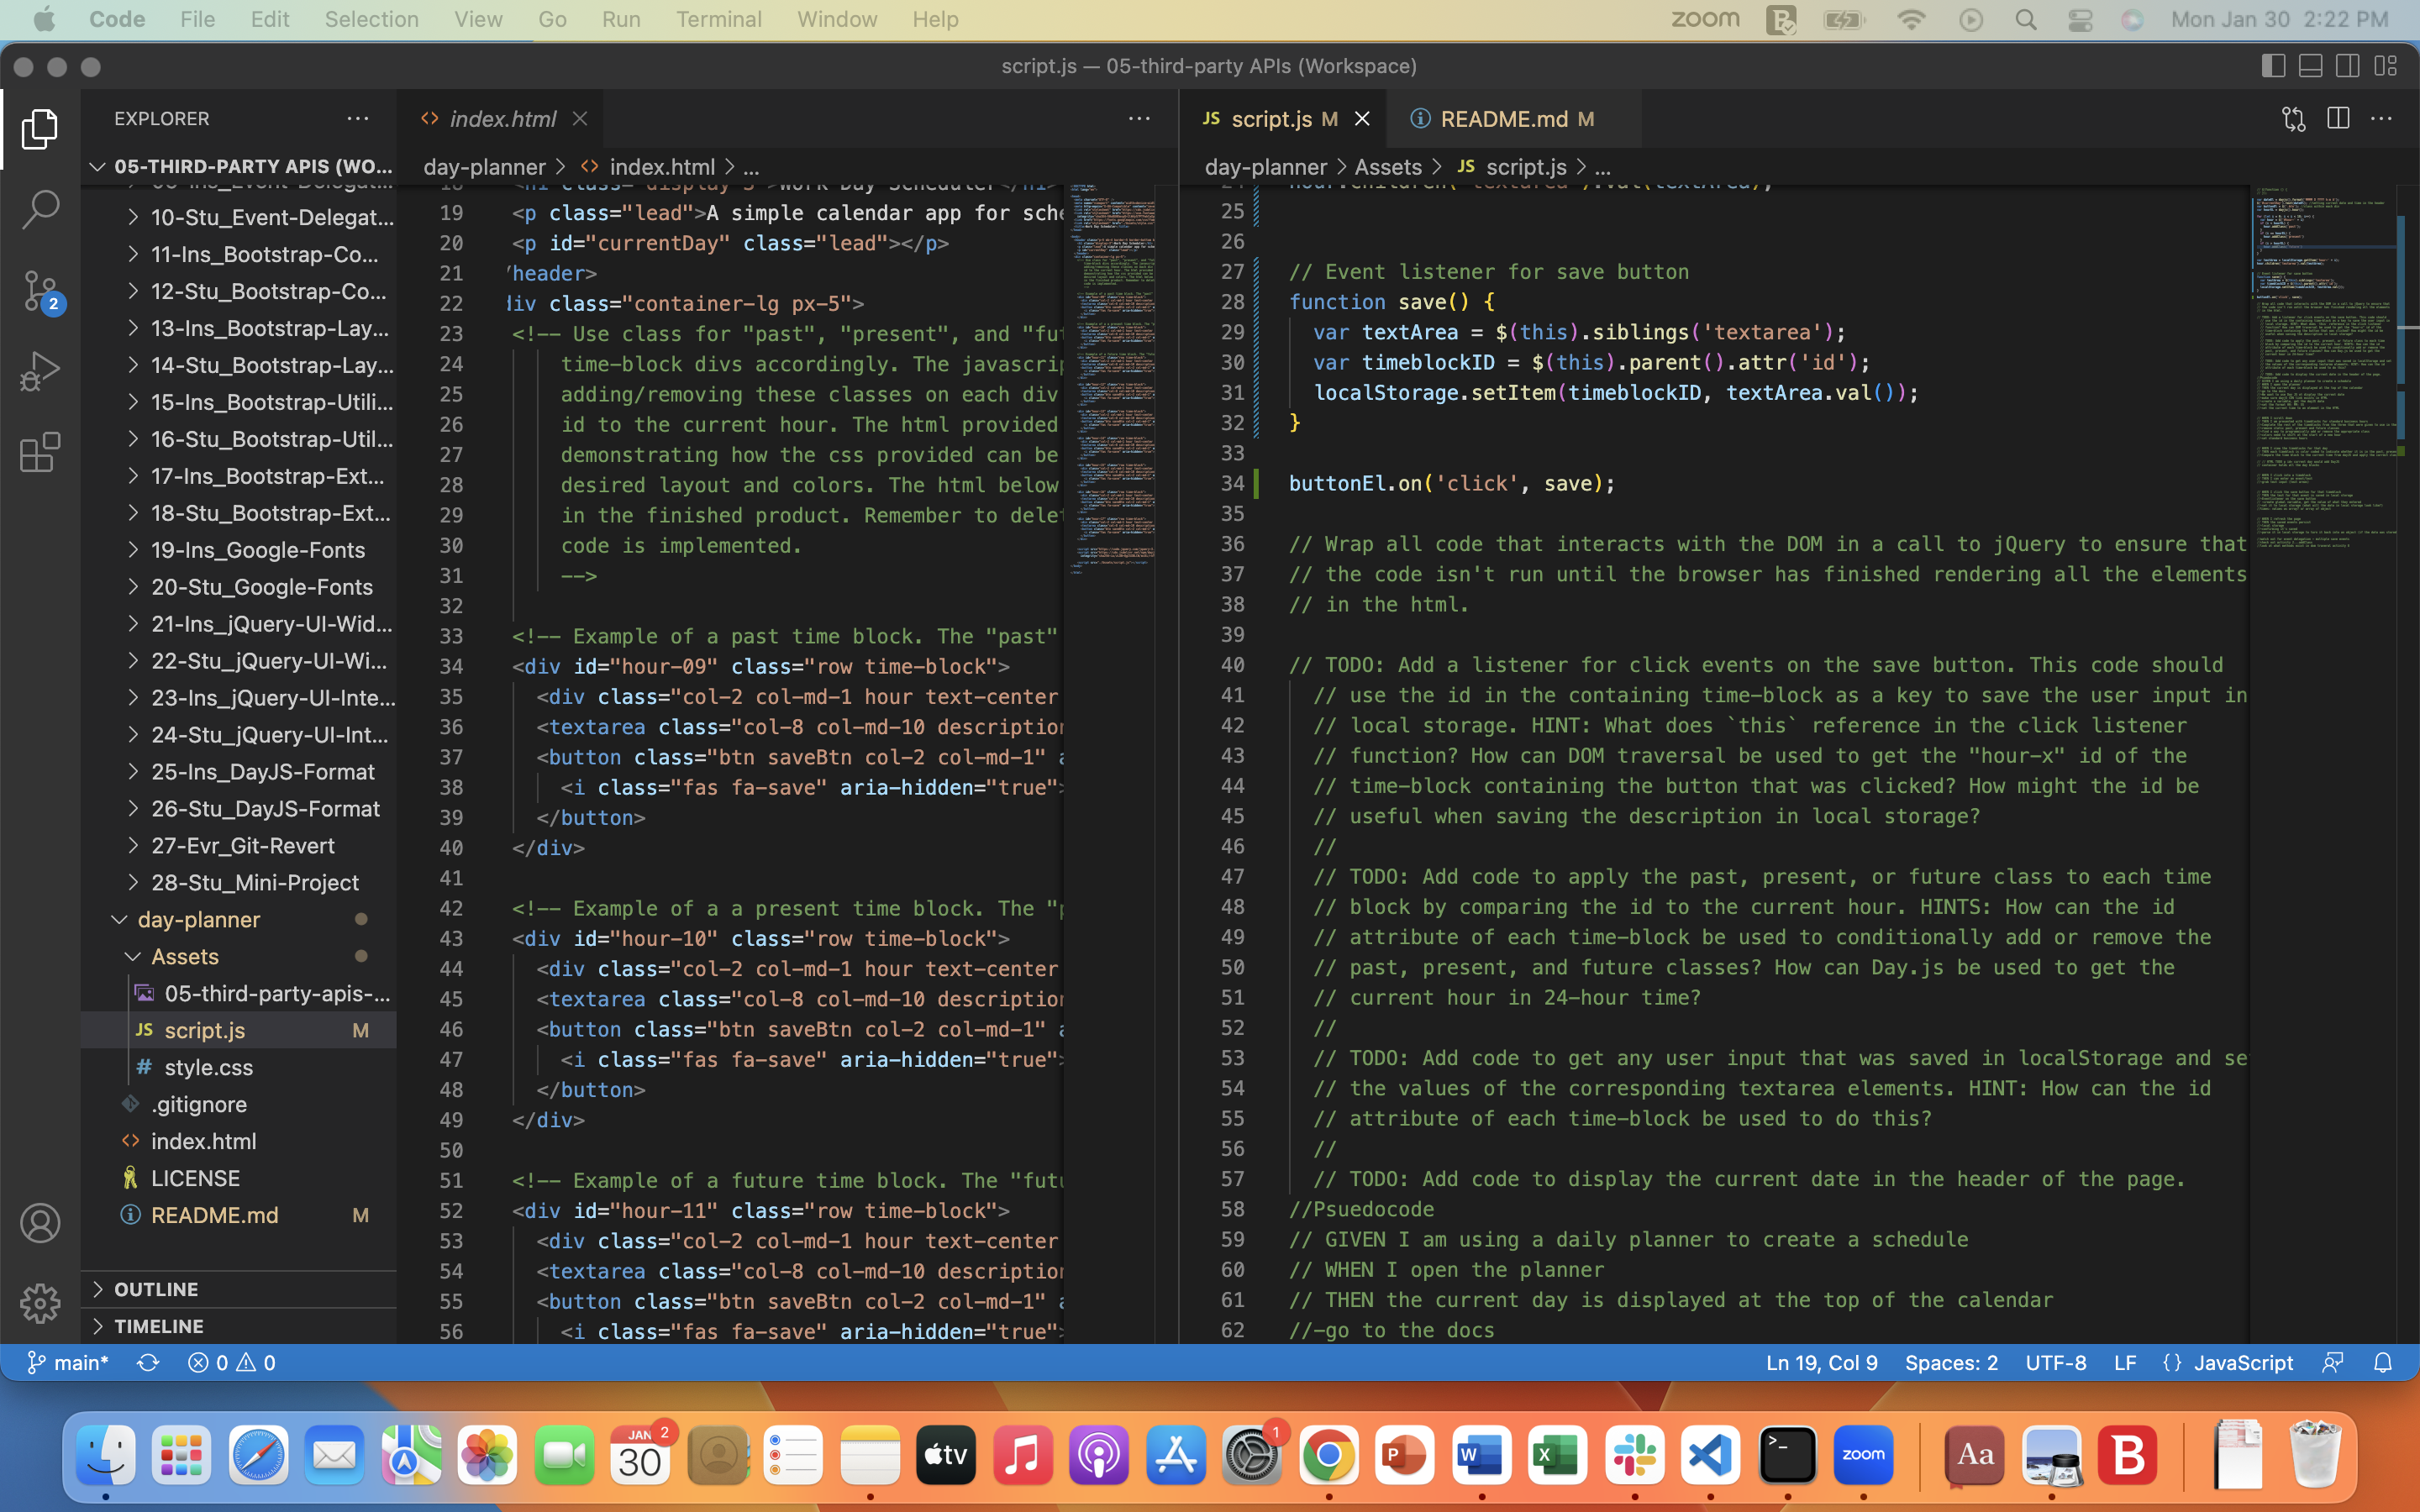 Code File Edit Selection View Go Run Terminal Window Help zoom Mon Jan 30 2:22 PM
script.js — 05-third-party APIs (Workspace)
EXPLORER
05-THIRD-PARTY APIS (WO...
10-Stu_Event-Delegat...
11-Ins_Bootstrap-Co...
12-Stu_Bootstrap-Co...
13-Ins_Bootstrap-Lay...
14-Stu_Bootstrap-Lay...
15-Ins_Bootstrap-Utili...
16-Stu_Bootstrap-Util...
17-Ins_Bootstrap-Ext...
18-Stu_Bootstrap-Ext...
19-Ins_Google-Fonts
20-Stu_Google-Fonts
21-Ins_jQuery-UI-Wid...
22-Stu_jQuery-UI-Wi...
23-Ins_jQuery-UI-Inte...
24-Stu_jQuery-UI-Int...
25-Ins_DayJS-Format
26-Stu_DayJS-Format
27-Evr_Git-Revert
28-Stu_Mini-Project
day-planner
Assets
05-third-party-apis-...
JS script.js M
# style.css
.gitignore
<> index.html
LICENSE
README.md M
OUTLINE
TIMELINE
2
<> index.html
day-planner > <> index.html > ...
19 <p class="lead">A simple calendar app for sche
20 <p id="currentDay" class="lead"></p>
21 /header>
22 div class="container-lg px-5">
23 <!-- Use class for "past", "present", and "fut
24 time-block divs accordingly. The javascrip
25 adding/removing these classes on each div
26 id to the current hour. The html provided
27 demonstrating how the css provided can be
28 desired layout and colors. The html below
29 in the finished product. Remember to delet
30 code is implemented.
31 -->
32
33 <!-- Example of a past time block. The "past"
34 <div id="hour-09" class="row time-block">
35 <div class="col-2 col-md-1 hour text-center
36 <textarea class="col-8 col-md-10 description
37 <button class="btn saveBtn col-2 col-md-1" a
38 <i class="fas fa-save" aria-hidden="true">
39 </button>
40 </div>
41
42 <!-- Example of a a present time block. The "p
43 <div id="hour-10" class="row time-block">
44 <div class="col-2 col-md-1 hour text-center
45 <textarea class="col-8 col-md-10 description
46 <button class="btn saveBtn col-2 col-md-1" a
47 <i class="fas fa-save" aria-hidden="true">
48 </button>
49 </div>
50
51 <!-- Example of a future time block. The "futu
52 <div id="hour-11" class="row time-block">
53 <div class="col-2 col-md-1 hour text-center
54 <textarea class="col-8 col-md-10 description
55 <button class="btn saveBtn col-2 col-md-1" a
56 <i class="fas fa-save" aria-hidden="true">
JS script.js M README.md M
day-planner > Assets > JS script.js > ...
25
26
27 // Event listener for save button
28 function save() {
29 var textArea = $(this).siblings('textarea');
30 var timeblockID = $(this).parent().attr('id');
31 localStorage.setItem(timeblockID, textArea.val());
32 }
33
34 buttonEl.on('click', save);
35
36 // Wrap all code that interacts with the DOM in a call to jQuery to ensure that
37 // the code isn't run until the browser has finished rendering all the elements
38 // in the html.
39
40 // TODO: Add a listener for click events on the save button. This code should
41 // use the id in the containing time-block as a key to save the user input in
42 // local storage. HINT: What does `this` reference in the click listener
43 // function? How can DOM traversal be used to get the "hour-x" id of the
44 // time-block containing the button that was clicked? How might the id be
45 // useful when saving the description in local storage?
46 //
47 // TODO: Add code to apply the past, present, or future class to each time
48 // block by comparing the id to the current hour. HINTS: How can the id
49 // attribute of each time-block be used to conditionally add or remove the
50 // past, present, and future classes? How can Day.js be used to get the
51 // current hour in 24-hour time?
52 //
53 // TODO: Add code to get any user input that was saved in localStorage and se
54 // the values of the corresponding textarea elements. HINT: How can the id
55 // attribute of each time-block be used to do this?
56 //
57 // TODO: Add code to display the current date in the header of the page.
58 //Psuedocode
59 // GIVEN I am using a daily planner to create a schedule
60 // WHEN I open the planner
61 // THEN the current day is displayed at the top of the calendar
62 //-go to the docs
main* 0 0 Ln 19, Col 9 Spaces: 2 UTF-8 LF {} JavaScript
JAN 30 2 tv 1 P W X >_ zoom Aa B